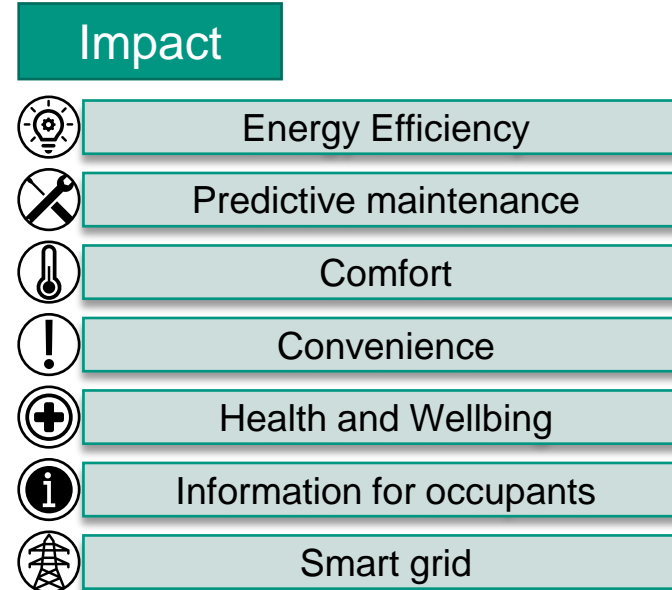 Impact
Energy Efficiency
Predictive maintenance
Comfort
Convenience
Health and Wellbing
Information for occupants
Smart grid